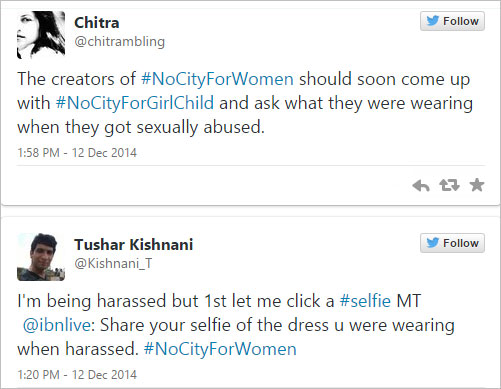 Chitra
Follow
@chitrambling
The creators of #NoCityForWomen should soon come up
with #NoCityForGirlChild and ask what they were wearing
when they got sexually abused.
1:58 PM - 12 Dec 2014
Tushar Kishnani
Follow
@Kishnani_T
I'm being harassed but 1st let me click a #selfie MT
@ibnlive: Share your selfie of the dress u were wearing
when harassed. #NoCityForWomen
1:20 PM - 12 Dec 2014